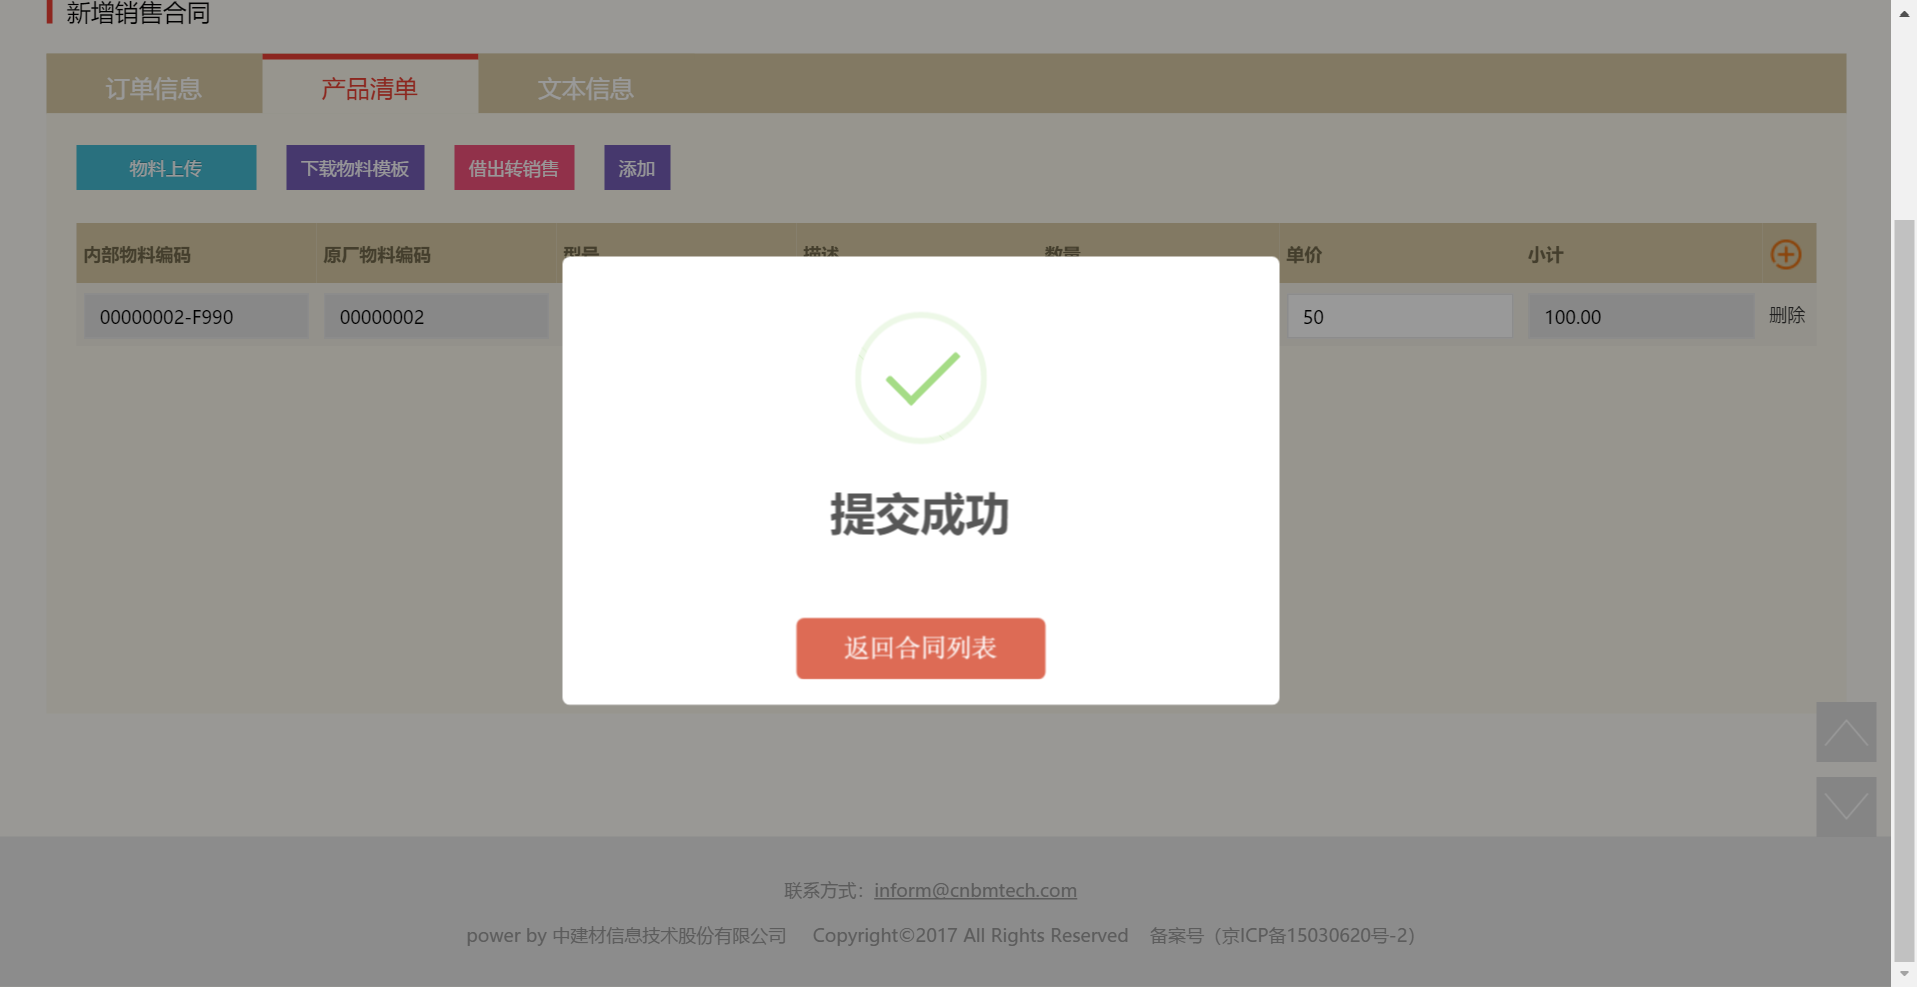 新增销售合同
订单信息 产品清单 文本信息
物料上传 下载物料模板 借出转销售 添加
内部物料编码 原厂物料编码 型号 描述 数量 单价 小计
00000002-F990 00000002 50 100.00 删除
提交成功
返回合同列表
联系方式：inform@cnbmtech.com
power by 中建材信息技术股份有限公司 Copyright©2017 All Rights Reserved 备案号（京ICP备15030620号-2）